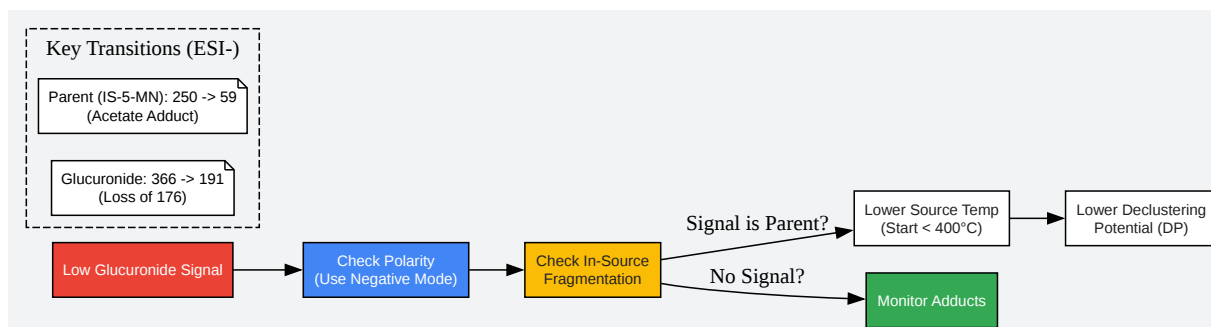 Key Transitions (ESI-)
Parent (IS-5-MN): 250 -> 59
(Acetate Adduct)
Glucuronide: 366 -> 191
(Loss of 176)
Low Glucuronide Signal
Check Polarity
(Use Negative Mode)
Check In-Source
Fragmentation
Signal is Parent?
Lower Source Temp
(Start < 400°C)
Lower Declustering
Potential (DP)
No Signal?
Monitor Adducts